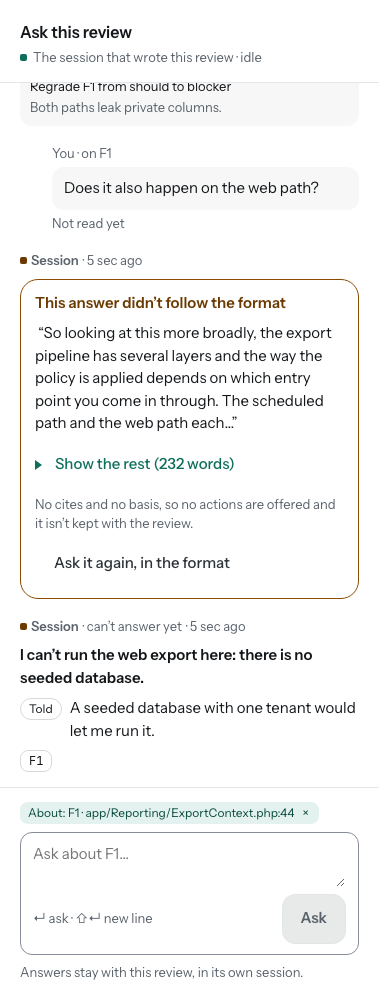 Ask this review
The session that wrote this review · idle
Regrade F1 from should to blocker
Both paths leak private columns.
You · on F1
Does it also happen on the web path?
Not read yet
Session · 5 sec ago
This answer didn’t follow the format
“So looking at this more broadly, the export
pipeline has several layers and the way the
policy is applied depends on which entry
point you come in through. The scheduled
path and the web path each…”
Show the rest (232 words)
No cites and no basis, so no actions are offered and
it isn’t kept with the review.
Ask it again, in the format
Session · can’t answer yet · 5 sec ago
I can’t run the web export here: there is no
seeded database.
Told A seeded database with one tenant would
let me run it.
F1
About: F1 · app/Reporting/ExportContext.php:44 ×
Ask about F1…
↵ ask · ⇧↵ new line
Ask
Answers stay with this review, in its own session.